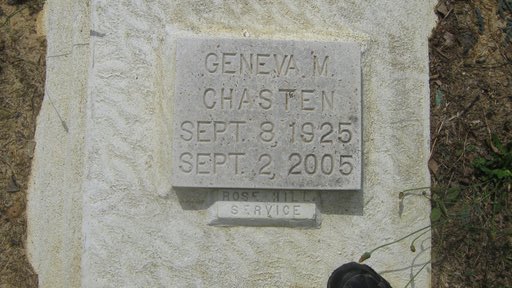 GENEVA M.
CHASTEN
SEPT. 8, 1925
SEPT. 2, 2005
ROSE HILL
SERVICE